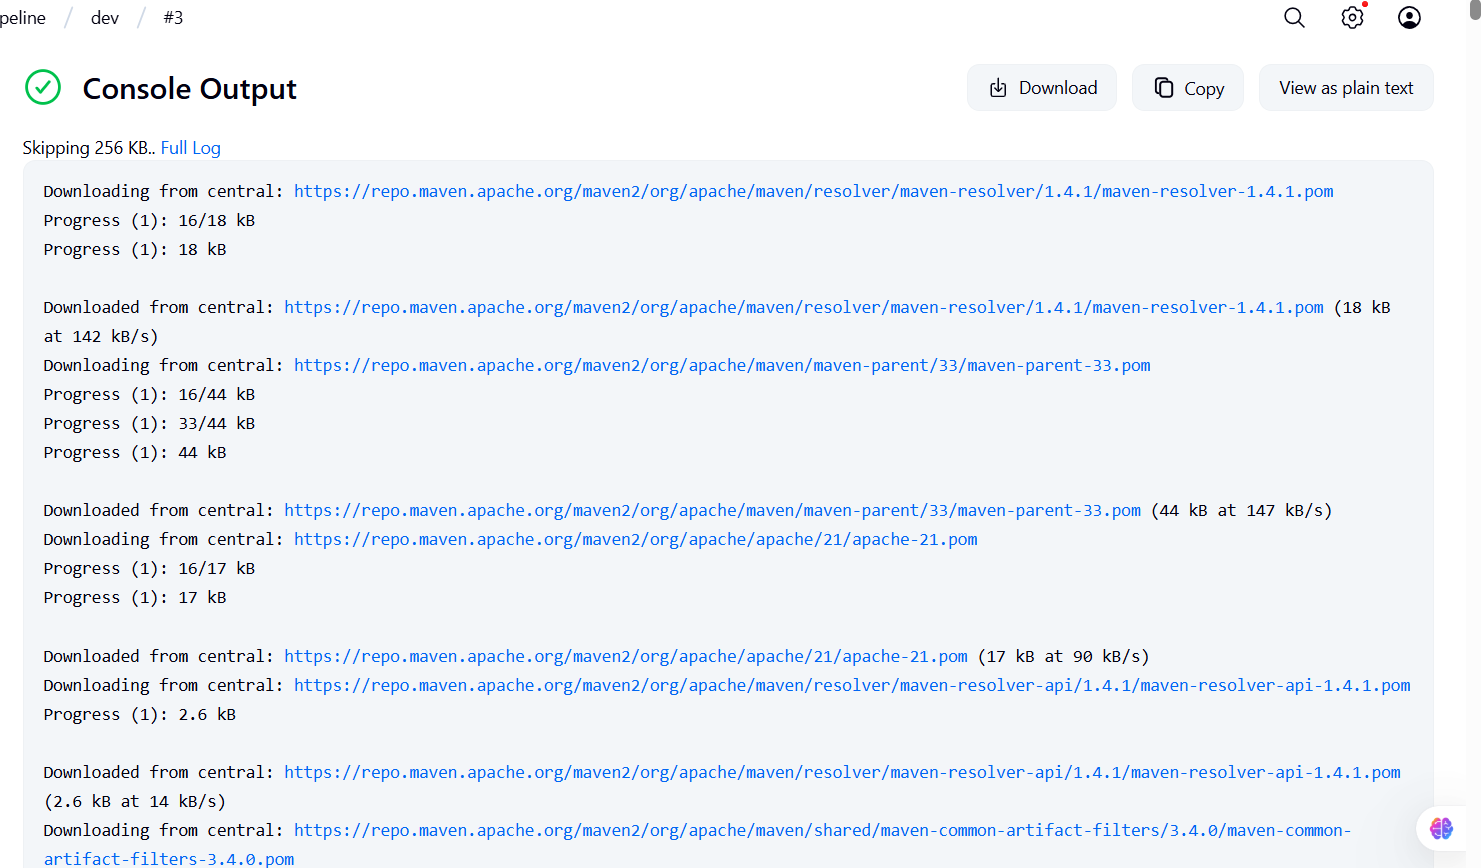 peline / dev / #3
Console Output
Download
Copy
View as plain text
Skipping 256 KB.. Full Log
Downloading from central: https://repo.maven.apache.org/maven2/org/apache/maven/resolver/maven-resolver/1.4.1/maven-resolver-1.4.1.pom
Progress (1): 16/18 kB
Progress (1): 18 kB
Downloaded from central: https://repo.maven.apache.org/maven2/org/apache/maven/resolver/maven-resolver/1.4.1/maven-resolver-1.4.1.pom (18 kB
at 142 kB/s)
Downloading from central: https://repo.maven.apache.org/maven2/org/apache/maven/maven-parent/33/maven-parent-33.pom
Progress (1): 16/44 kB
Progress (1): 33/44 kB
Progress (1): 44 kB
Downloaded from central: https://repo.maven.apache.org/maven2/org/apache/maven/maven-parent/33/maven-parent-33.pom (44 kB at 147 kB/s)
Downloading from central: https://repo.maven.apache.org/maven2/org/apache/apache/21/apache-21.pom
Progress (1): 16/17 kB
Progress (1): 17 kB
Downloaded from central: https://repo.maven.apache.org/maven2/org/apache/apache/21/apache-21.pom (17 kB at 90 kB/s)
Downloading from central: https://repo.maven.apache.org/maven2/org/apache/maven/resolver/maven-resolver-api/1.4.1/maven-resolver-api-1.4.1.pom
Progress (1): 2.6 kB
Downloaded from central: https://repo.maven.apache.org/maven2/org/apache/maven/resolver/maven-resolver-api/1.4.1/maven-resolver-api-1.4.1.pom
(2.6 kB at 14 kB/s)
Downloading from central: https://repo.maven.apache.org/maven2/org/apache/maven/shared/maven-common-artifact-filters/3.4.0/maven-common-
artifact-filters-3.4.0.pom